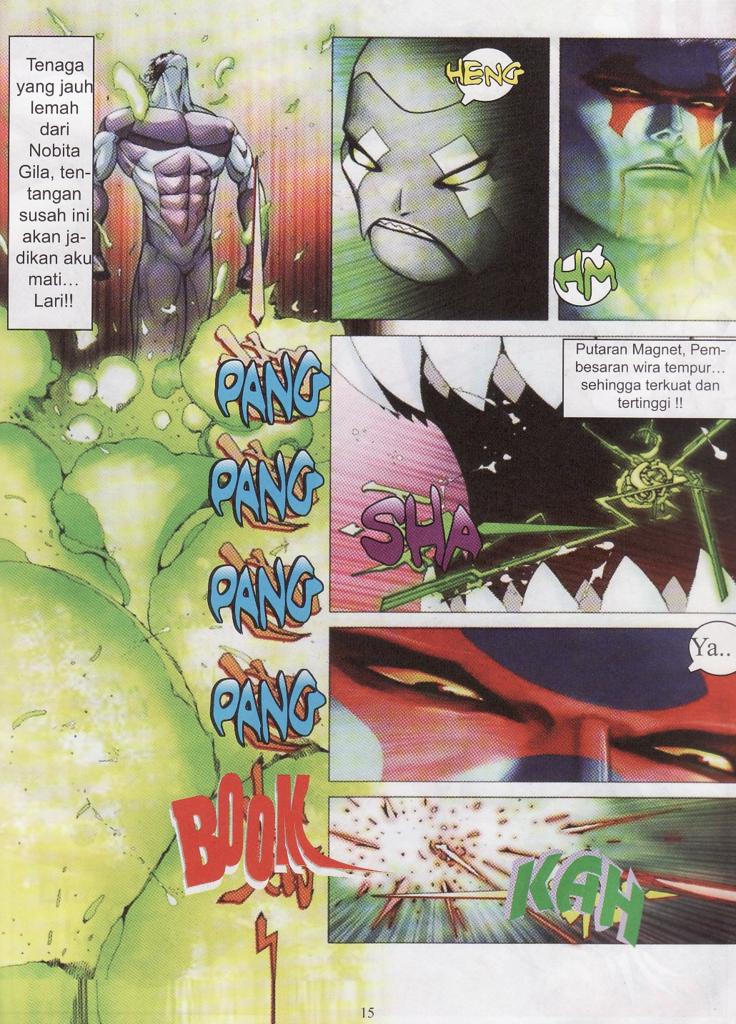 Tenaga
yang jauh
lemah
dari
Nobita
Gila, ten-
tangan
susah ini
akan ja-
dikan aku
mati...
Lari!!
HENG
HM
PANG
PANG
PANG
PANG
BOOM
Putaran Magnet, Pem-
besaran wira tempur...
sehingga terkuat dan
tertinggi !!
SHA
Ya..
KAH
15